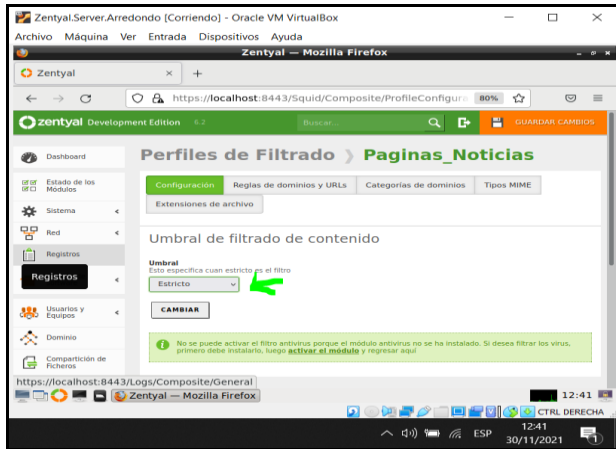 Zentyal.Server.Arredondo [Corriendo] - Oracle VM VirtualBox
Archivo Máquina Ver Entrada Dispositivos Ayuda
Zentyal — Mozilla Firefox
Zentyal
https://localhost:8443/Squid/Composite/ProfileConfigura 80%
zentyal Development Edition 6.2 Buscar... GUARDAR CAMBIOS
Dashboard
Estado de los Módulos
Sistema
Red
Registros
Registros
Usuarios y Equipos
Dominio
Compartición de Ficheros
Perfiles de Filtrado Paginas_Noticias
Configuración Reglas de dominios y URLs Categorías de dominios Tipos MIME
Extensiones de archivo
Umbral de filtrado de contenido
Umbral
Esto especifica cuan estricto es el filtro
Estricto
CAMBIAR
No se puede activar el filtro antivirus porque el módulo antivirus no se ha instalado. Si desea filtrar los virus,
primero debe instalarlo, luego activar el módulo y regresar aquí
https://localhost:8443/Logs/Composite/General
Zentyal — Mozilla Firefox 12:41
CTRL DERECHA
ESP 12:41
30/11/2021 1